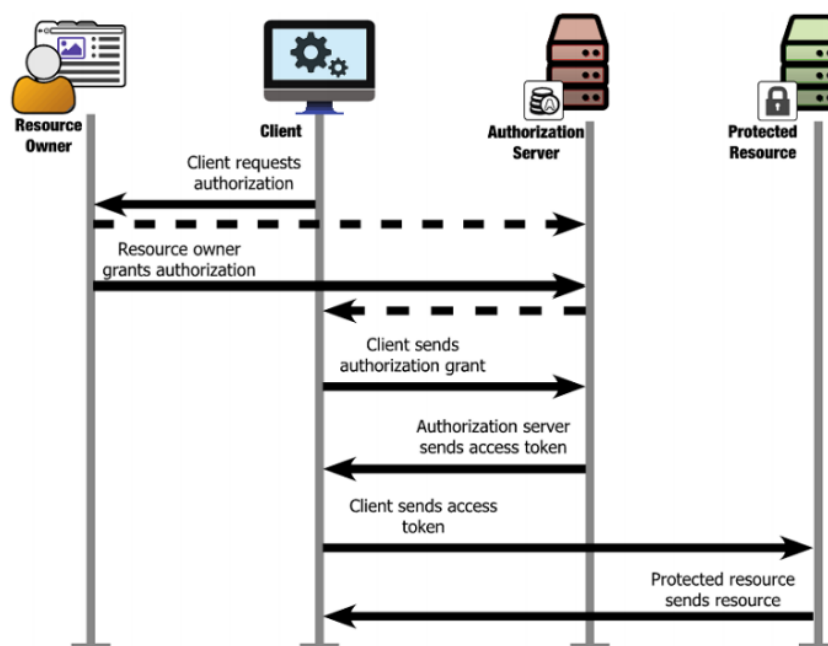 Resource
Owner
Client
Authorization
Server
Protected
Resource
Client requests
authorization
Resource owner
grants authorization
Client sends
authorization grant
Authorization server
sends access token
Client sends access
token
Protected resource
sends resource